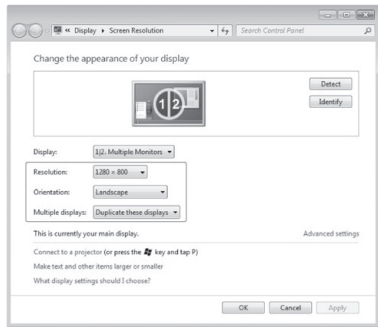 « Display ▸ Screen Resolution
Search Control Panel
Change the appearance of your display
1|2
Detect
Identify
Display: 1|2. Multiple Monitors
Resolution: 1280 × 800
Orientation: Landscape
Multiple displays: Duplicate these displays
This is currently your main display.
Advanced settings
Connect to a projector (or press the key and tap P)
Make text and other items larger or smaller
What display settings should I choose?
OK
Cancel
Apply